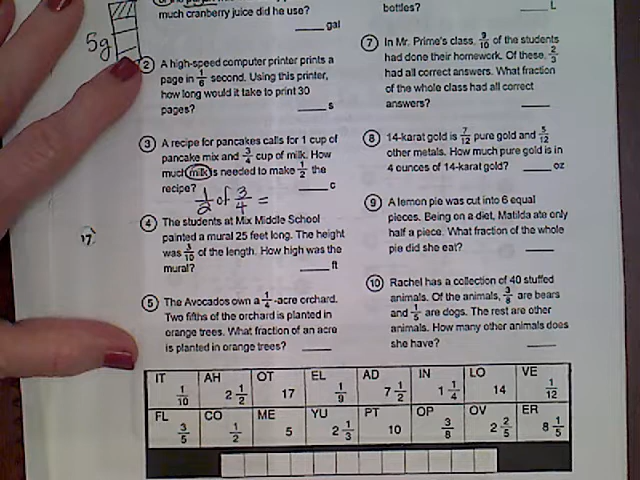 much cranberry juice did he use?
____ gal
5g
2 A high-speed computer printer prints a
page in 1/6 second. Using this printer,
how long would it take to print 30
pages? ____ s
3 A recipe for pancakes calls for 1 cup of
pancake mix and 3/4 cup of milk. How
much milk is needed to make 1/2 the
recipe? ____ c
1/2 of 3/4 =
17
4 The students at Mix Middle School
painted a mural 25 feet long. The height
was 3/10 of the length. How high was the
mural? ____ ft
5 The Avocados own a 1/4-acre orchard.
Two fifths of the orchard is planted in
orange trees. What fraction of an acre
is planted in orange trees? ____
bottles? ____ L
7 In Mr. Prime's class, 9/10 of the students
had done their homework. Of these, 2/3
had all correct answers. What fraction
of the whole class had all correct
answers? ____
8 14-karat gold is 7/12 pure gold and 5/12
other metals. How much pure gold is in
4 ounces of 14-karat gold? ____ oz
9 A lemon pie was cut into 6 equal
pieces. Being on a diet, Matilda ate only
half a piece. What fraction of the whole
pie did she eat? ____
10 Rachel has a collection of 40 stuffed
animals. Of the animals, 3/8 are bears
and 1/5 are dogs. The rest are other
animals. How many other animals does
she have? ____
IT 1/10 AH 2 1/2 OT 17 EL 1/9 AD 7 1/2 IN 1 1/4 LO 14 VE 1/12
FL 3/5 CO 1/2 ME 5 YU 2 1/3 PT 10 OP 3/8 OV 2 2/5 ER 8 1/5